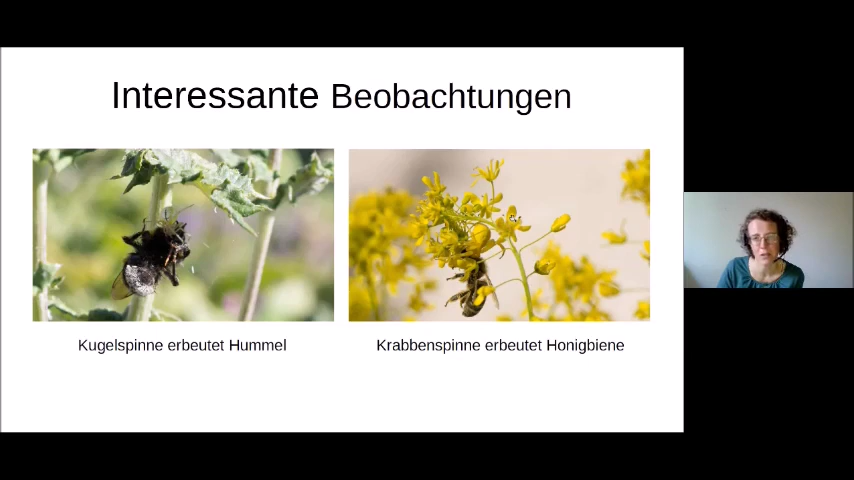 Interessante Beobachtungen
Kugelspinne erbeutet Hummel
Krabbenspinne erbeutet Honigbiene